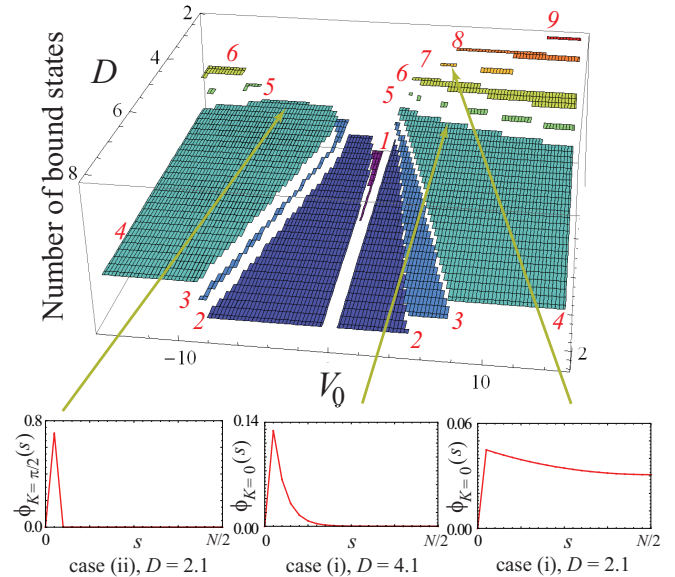 2
9
8
4
7
6
D
6
5
5
6
1
8
4
3
2
2
3
4
2
−10
V₀
10
Number of bound states
0.8
0.14
0.06
ϕK=π/2(s)
ϕK=0(s)
ϕK=0(s)
0.0
0.00
0.00
0 s N/2
0 s N/2
0 s N/2
case (ii), D = 2.1
case (i), D = 4.1
case (i), D = 2.1